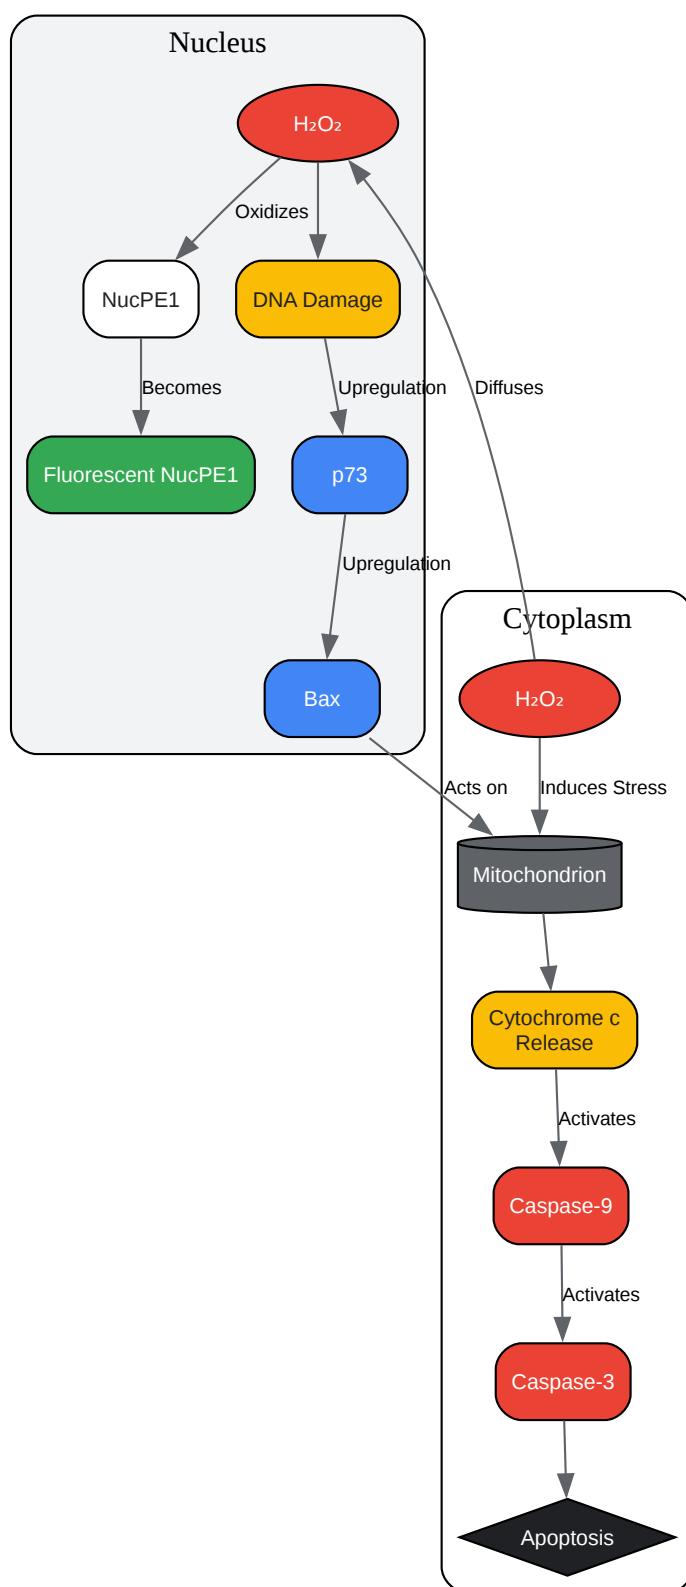 Nucleus
H₂O₂
Oxidizes
NucPE1
DNA Damage
Becomes
Upregulation
Diffuses
Fluorescent NucPE1
p73
Upregulation
Cytoplasm
Bax
H₂O₂
Acts on
Induces Stress
Mitochondrion
Cytochrome c
Release
Activates
Caspase-9
Activates
Caspase-3
Apoptosis